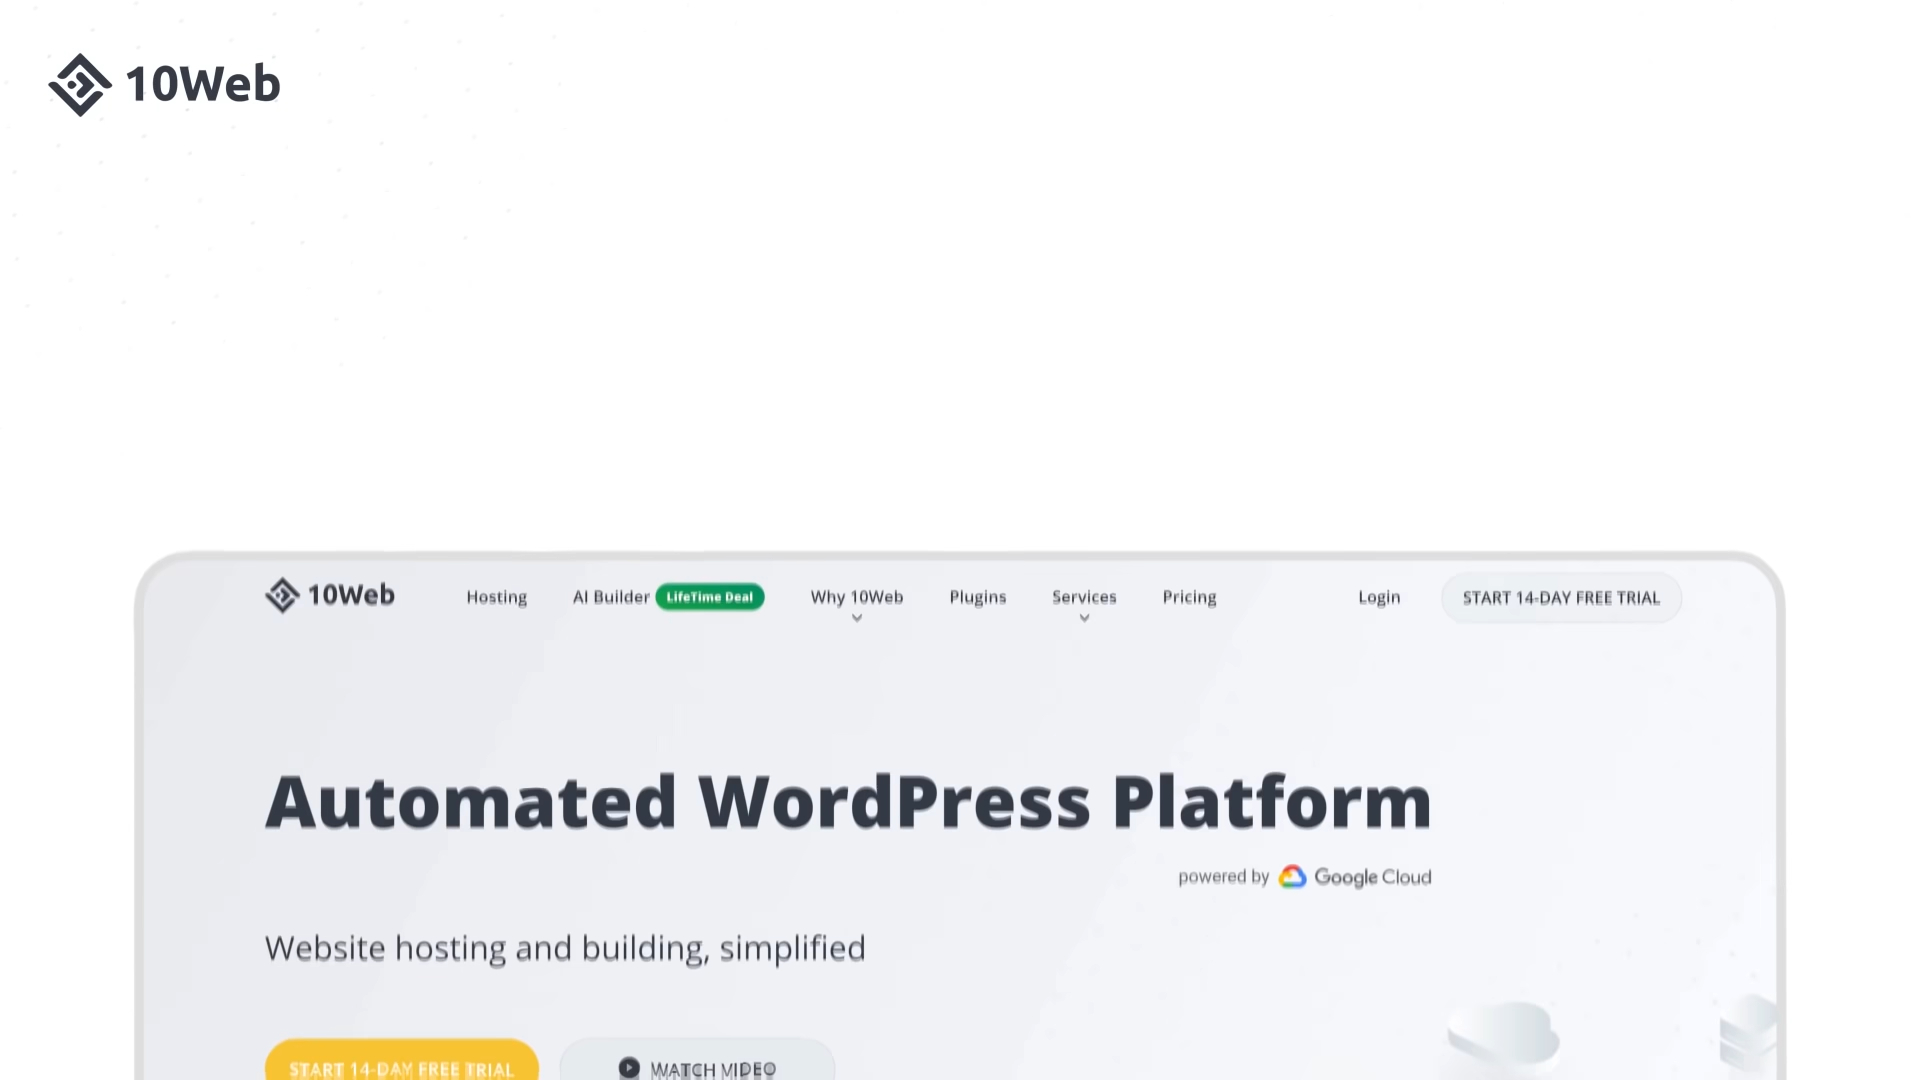 10Web
10Web Hosting AI Builder LifeTime Deal Why 10Web Plugins Services Pricing Login START 14-DAY FREE TRIAL
Automated WordPress Platform
powered by Google Cloud
Website hosting and building, simplified
START 14-DAY FREE TRIAL WATCH VIDEO